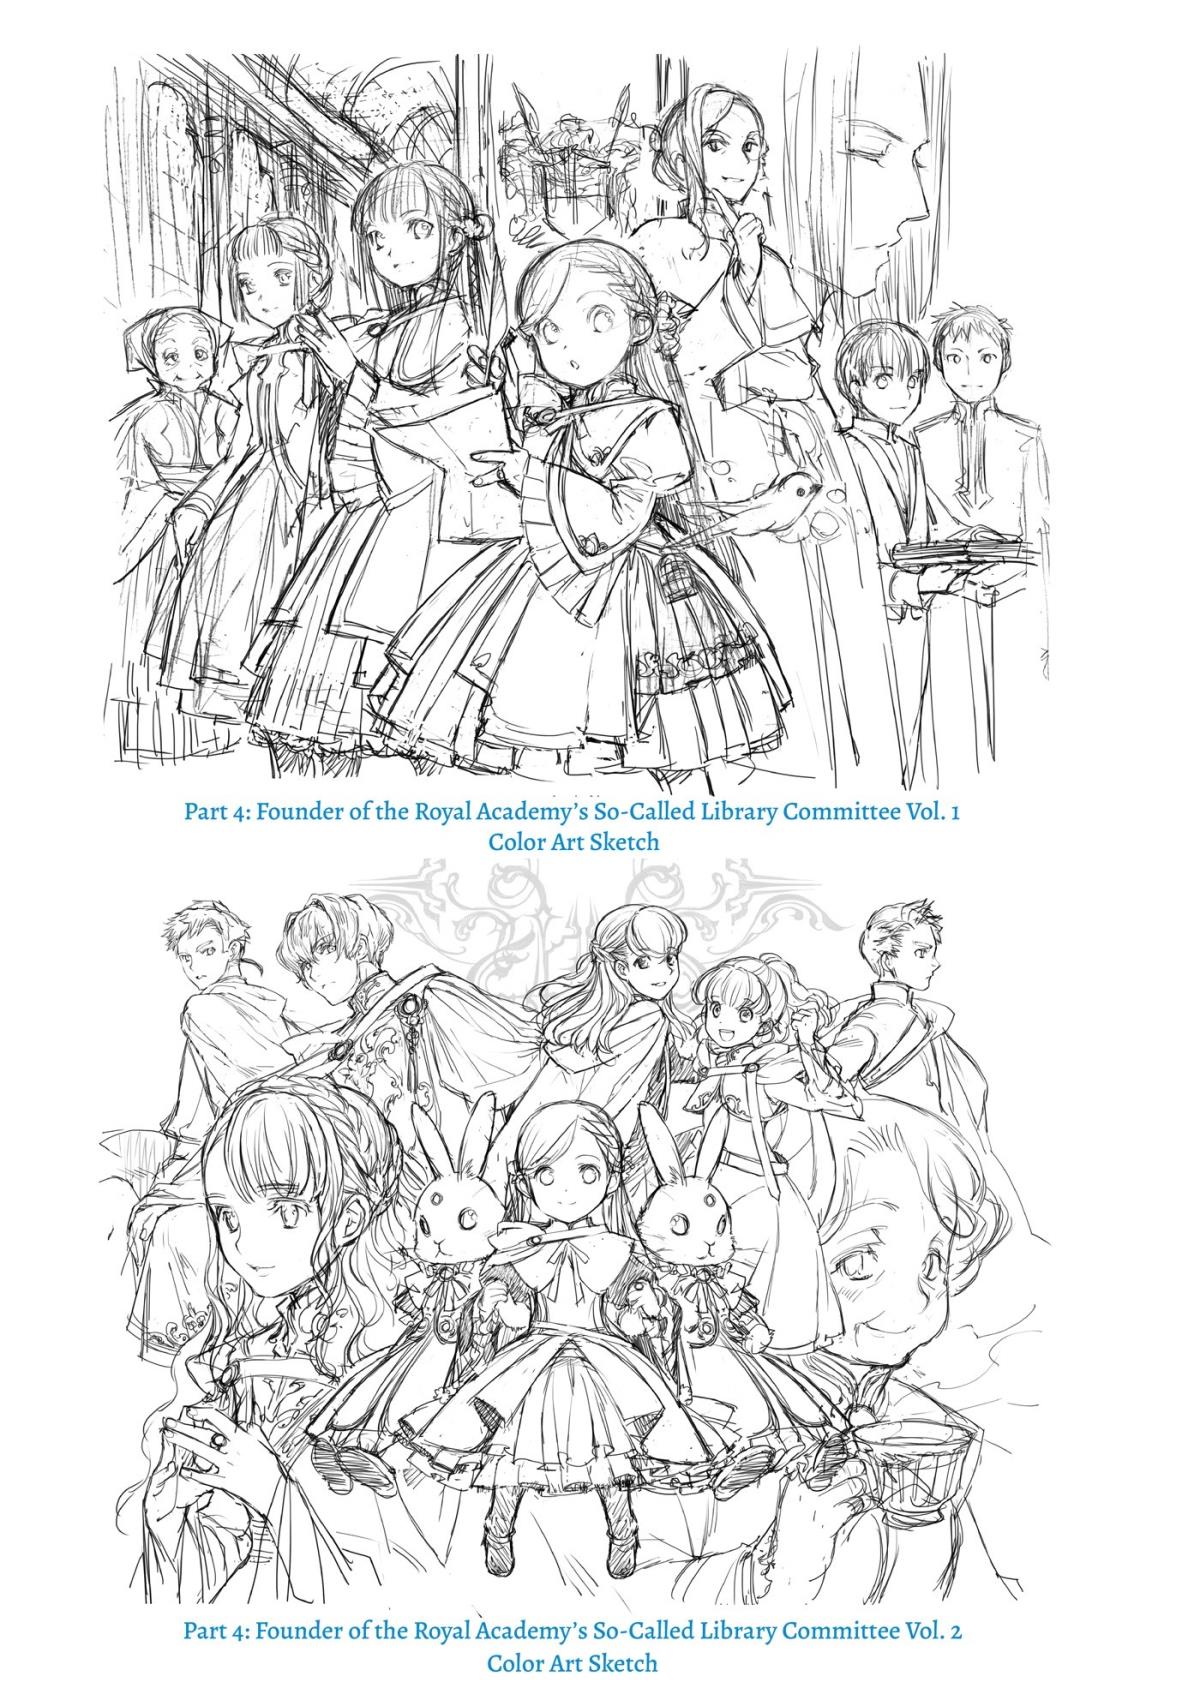 Part 4: Founder of the Royal Academy’s So-Called Library Committee Vol. 1
Color Art Sketch
Part 4: Founder of the Royal Academy’s So-Called Library Committee Vol. 2
Color Art Sketch